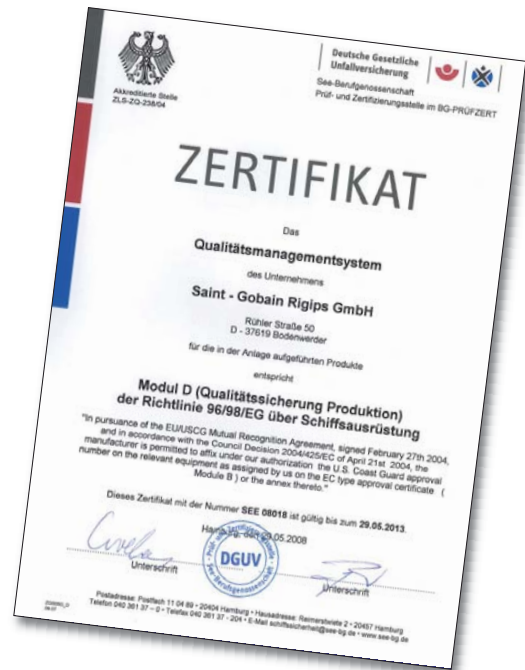 Deutsche Gesetzliche
Unfallversicherung
See-Berufsgenossenschaft
Prüf- und Zertifizierungsstelle im BG-PRÜFZERT
Akkreditierte Stelle
ZLS-ZQ-238/04
ZERTIFIKAT
Das
Qualitätsmanagementsystem
des Unternehmens
Saint - Gobain Rigips GmbH
Rühler Straße 50
D - 37619 Bodenwerder
für die in der Anlage aufgeführten Produkte
entspricht
Modul D (Qualitätssicherung Produktion)
der Richtlinie 96/98/EG über Schiffsausrüstung
"In pursuance of the EU/USCG Mutual Recognition Agreement, signed February 27th 2004,
and in accordance with the Council Decision 2004/425/EC of April 21st 2004, the
manufacturer is permitted to affix under our authorization the U.S. Coast Guard approval
number on the relevant equipment as assigned by us on the EC type approval certificate (
Module B ) or the annex thereto."
Dieses Zertifikat mit der Nummer SEE 08018 ist gültig bis zum 29.05.2013.
Hamburg, den 29.05.2008
DGUV
See-Berufsgenossenschaft
Unterschrift
Unterschrift
Postadresse: Postfach 11 04 89 • 20404 Hamburg • Hausadresse: Reimerstwiete 2 • 20457 Hamburg
Telefon 040 361 37 - 0 • Telefax 040 361 37 - 204 • E-Mail schiffssicherheit@see-bg.de • www.see-bg.de